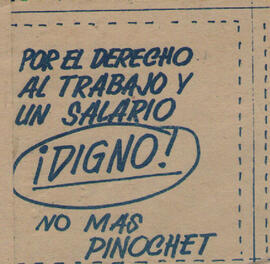 POR EL DERECHO
AL TRABAJO Y
UN SALARIO
¡DIGNO!
NO MAS
PINOCHET